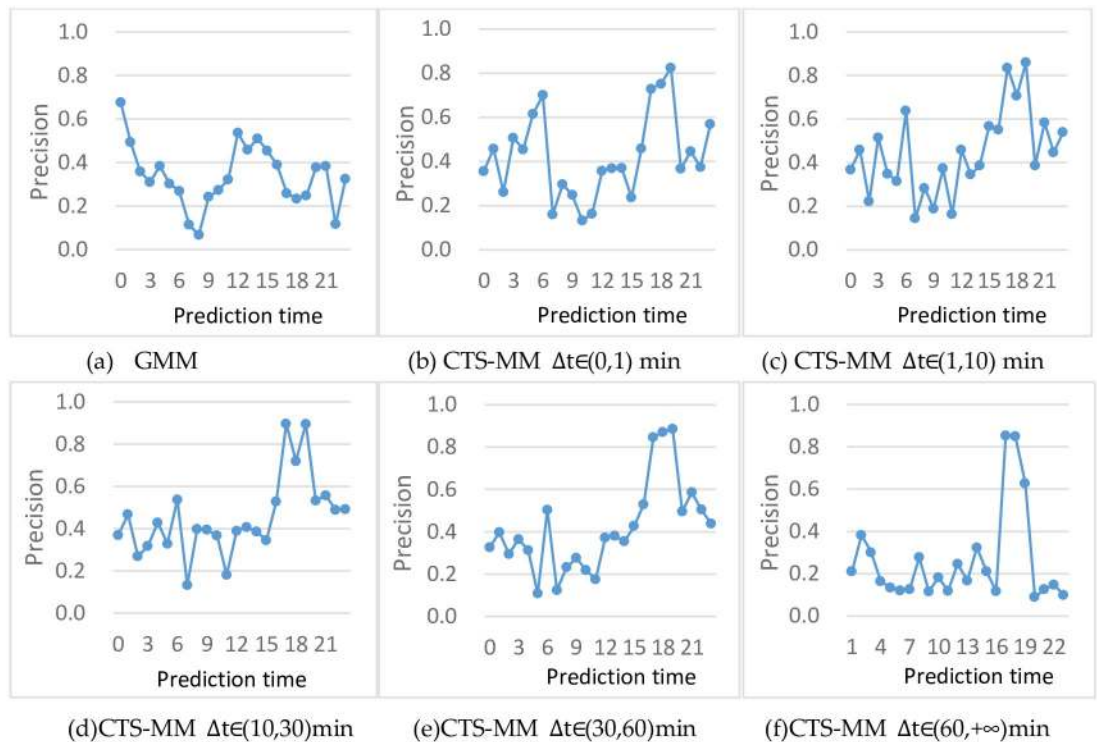 1.0
0.8
0.6
0.4
0.2
0.0
Precision
0 3 6 9 12 15 18 21
Prediction time
(a) GMM
1.0
0.8
0.6
0.4
0.2
0.0
Precision
0 3 6 9 12 15 18 21
Prediction time
(b) CTS-MM Δt∈(0,1) min
1.0
0.8
0.6
0.4
0.2
0.0
Precision
0 3 6 9 12 15 18 21
Prediction time
(c) CTS-MM Δt∈(1,10) min
1.0
0.8
0.6
0.4
0.2
0.0
Precision
0 3 6 9 12 15 18 21
Prediction time
(d)CTS-MM Δt∈(10,30)min
1.0
0.8
0.6
0.4
0.2
0.0
Precision
0 3 6 9 12 15 18 21
Prediction time
(e)CTS-MM Δt∈(30,60)min
1.0
0.8
0.6
0.4
0.2
0.0
Precision
1 4 7 10 13 16 19 22
Prediction time
(f)CTS-MM Δt∈(60,+∞)min